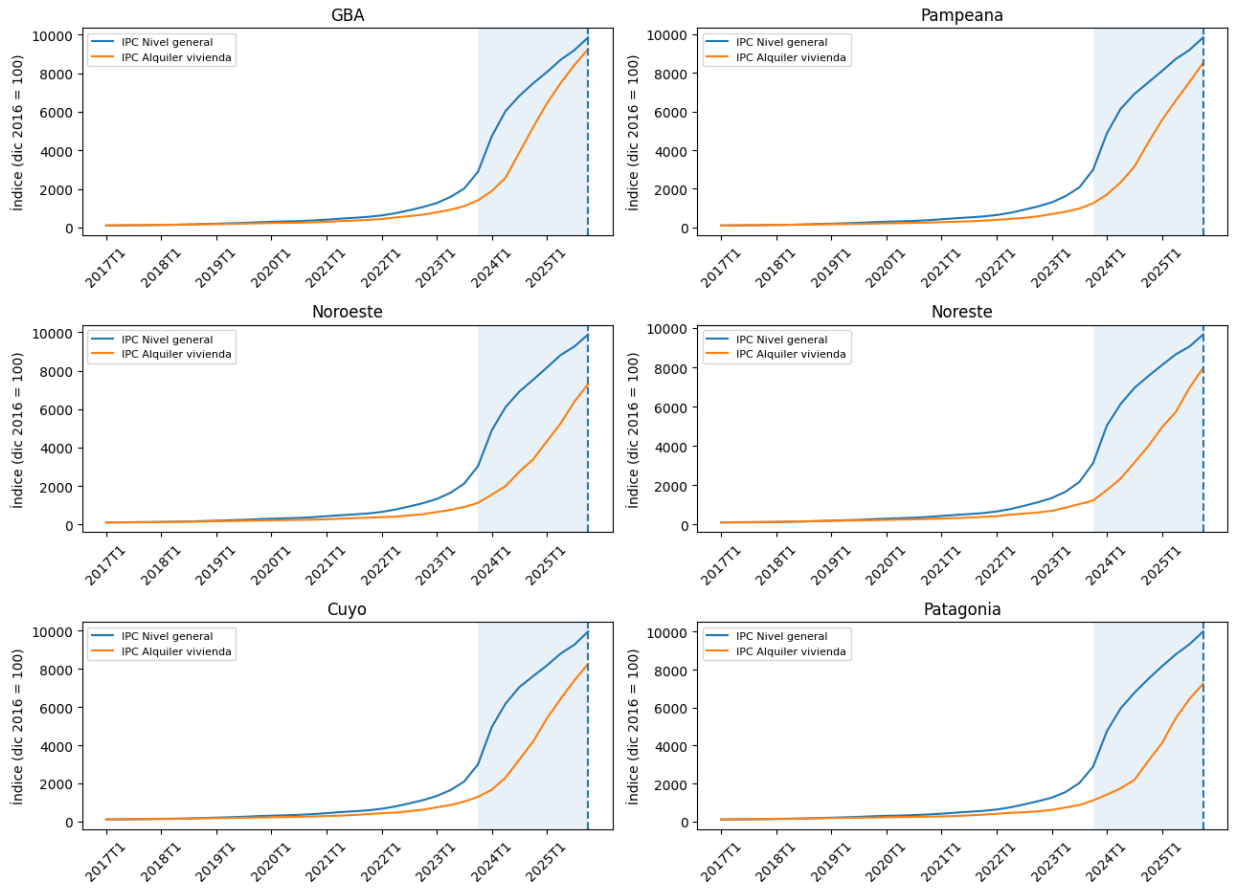 GBA
Índice (dic 2016 = 100)
10000
8000
6000
4000
2000
0
IPC Nivel general
IPC Alquiler vivienda
2017T1
2018T1
2019T1
2020T1
2021T1
2022T1
2023T1
2024T1
2025T1
Pampeana
Índice (dic 2016 = 100)
10000
8000
6000
4000
2000
0
IPC Nivel general
IPC Alquiler vivienda
2017T1
2018T1
2019T1
2020T1
2021T1
2022T1
2023T1
2024T1
2025T1
Noroeste
Índice (dic 2016 = 100)
10000
8000
6000
4000
2000
0
IPC Nivel general
IPC Alquiler vivienda
2017T1
2018T1
2019T1
2020T1
2021T1
2022T1
2023T1
2024T1
2025T1
Noreste
Índice (dic 2016 = 100)
10000
8000
6000
4000
2000
0
IPC Nivel general
IPC Alquiler vivienda
2017T1
2018T1
2019T1
2020T1
2021T1
2022T1
2023T1
2024T1
2025T1
Cuyo
Índice (dic 2016 = 100)
10000
8000
6000
4000
2000
0
IPC Nivel general
IPC Alquiler vivienda
2017T1
2018T1
2019T1
2020T1
2021T1
2022T1
2023T1
2024T1
2025T1
Patagonia
Índice (dic 2016 = 100)
10000
8000
6000
4000
2000
0
IPC Nivel general
IPC Alquiler vivienda
2017T1
2018T1
2019T1
2020T1
2021T1
2022T1
2023T1
2024T1
2025T1